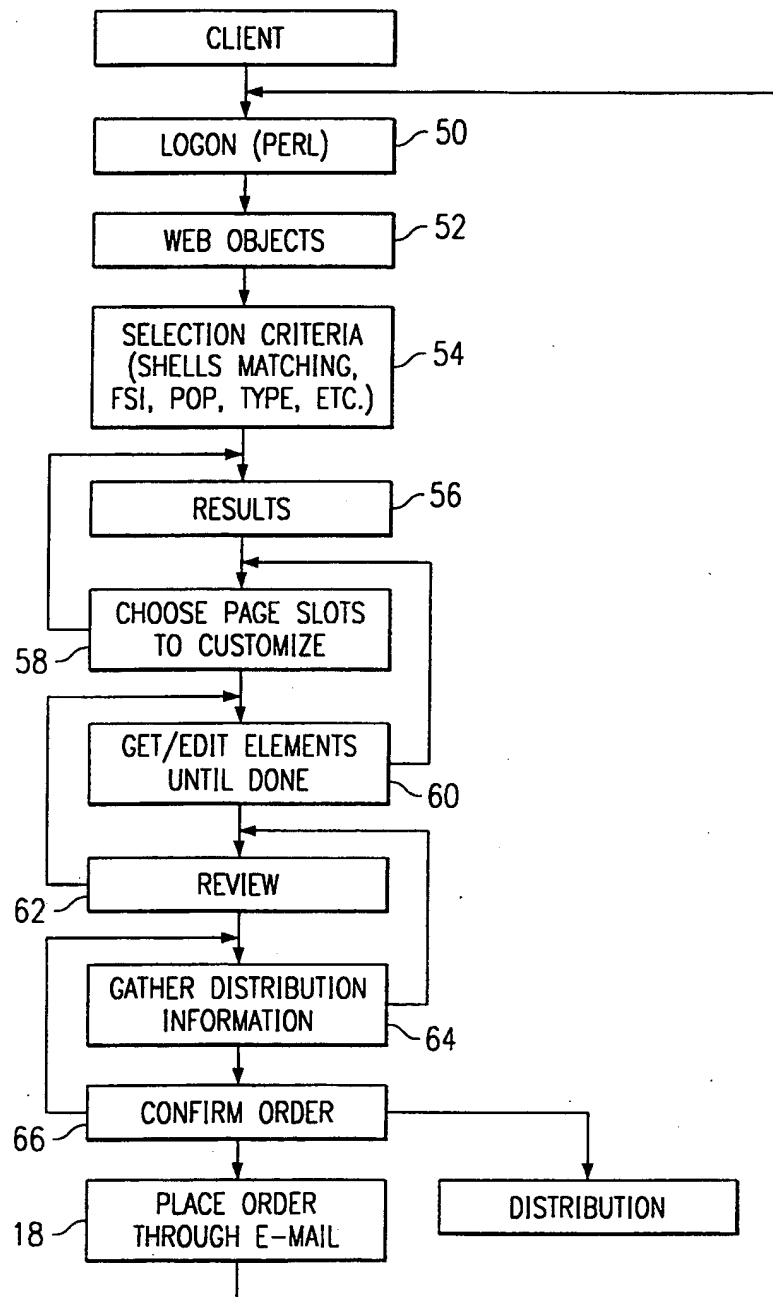 CLIENT
LOGON (PERL)
50
WEB OBJECTS
52
SELECTION CRITERIA
(SHELLS MATCHING,
FSI, POP, TYPE, ETC.)
54
RESULTS
56
CHOOSE PAGE SLOTS
TO CUSTOMIZE
58
GET/EDIT ELEMENTS
UNTIL DONE
60
REVIEW
62
GATHER DISTRIBUTION
INFORMATION
64
CONFIRM ORDER
66
PLACE ORDER
THROUGH E-MAIL
18
DISTRIBUTION